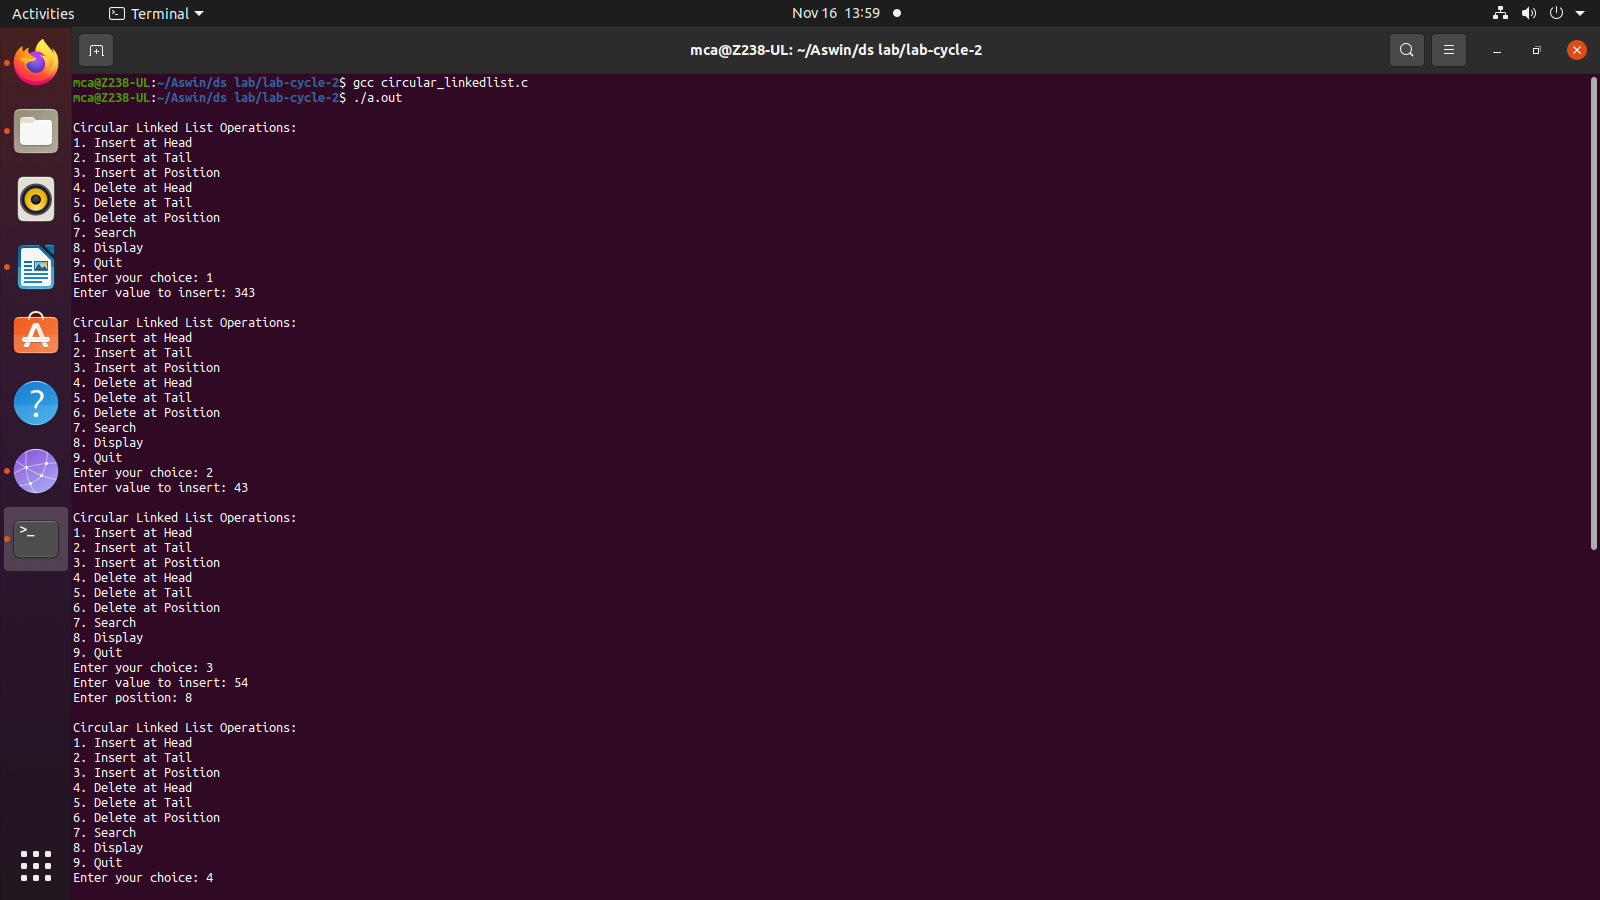 Activities Terminal Nov 16 13:59
mca@Z238-UL: ~/Aswin/ds lab/lab-cycle-2
mca@Z238-UL:~/Aswin/ds lab/lab-cycle-2$ gcc circular_linkedlist.c
mca@Z238-UL:~/Aswin/ds lab/lab-cycle-2$ ./a.out
Circular Linked List Operations:
1. Insert at Head
2. Insert at Tail
3. Insert at Position
4. Delete at Head
5. Delete at Tail
6. Delete at Position
7. Search
8. Display
9. Quit
Enter your choice: 1
Enter value to insert: 343
Circular Linked List Operations:
1. Insert at Head
2. Insert at Tail
3. Insert at Position
4. Delete at Head
5. Delete at Tail
6. Delete at Position
7. Search
8. Display
9. Quit
Enter your choice: 2
Enter value to insert: 43
Circular Linked List Operations:
1. Insert at Head
2. Insert at Tail
3. Insert at Position
4. Delete at Head
5. Delete at Tail
6. Delete at Position
7. Search
8. Display
9. Quit
Enter your choice: 3
Enter value to insert: 54
Enter position: 8
Circular Linked List Operations:
1. Insert at Head
2. Insert at Tail
3. Insert at Position
4. Delete at Head
5. Delete at Tail
6. Delete at Position
7. Search
8. Display
9. Quit
Enter your choice: 4